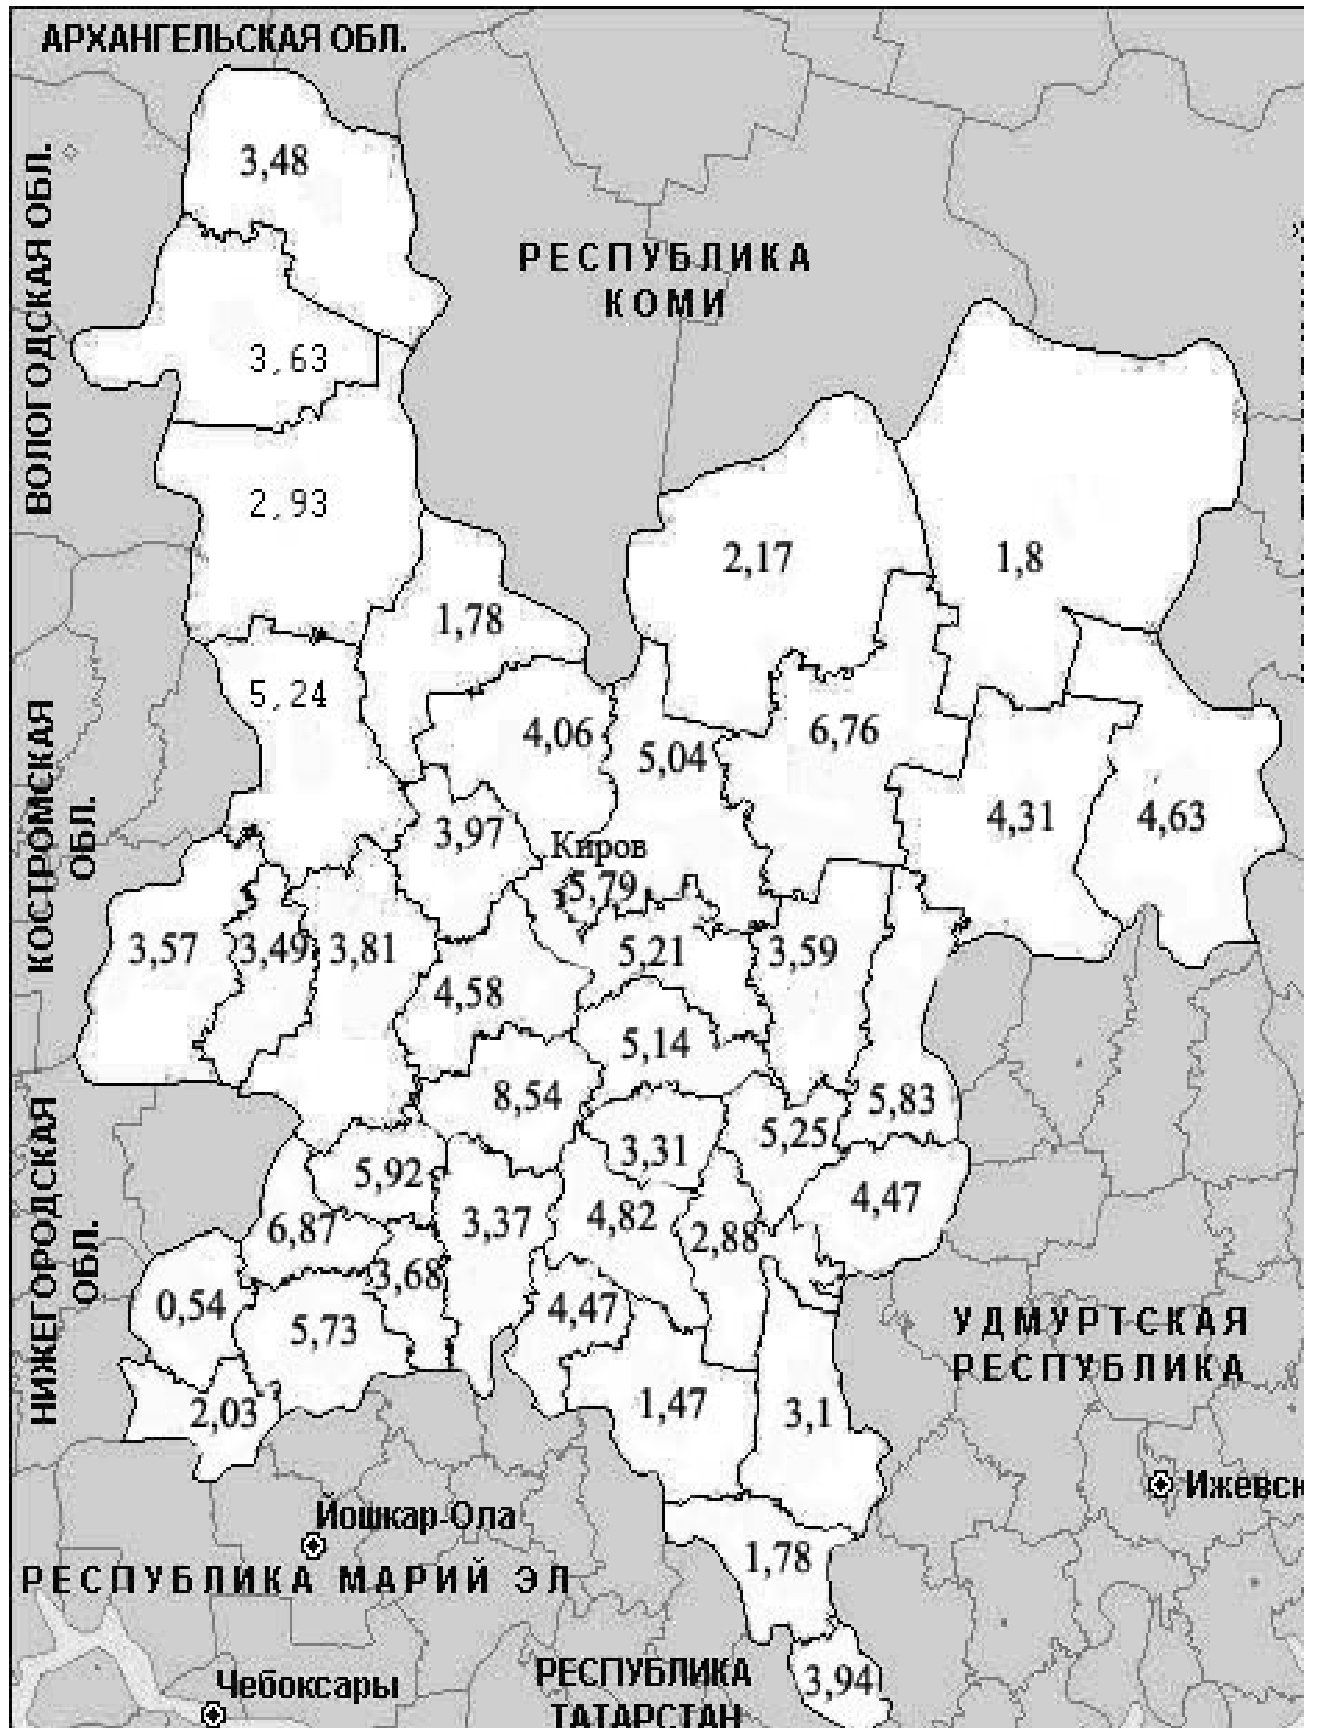 АРХАНГЕЛЬСКАЯ ОБЛ.
ВОЛОГОДСКАЯ ОБЛ.
3,48
РЕСПУБЛИКА
КОМИ
3,63
2,93
2,17
1,8
1,78
5,24
КОСТРОМСКАЯ
ОБЛ.
4,06
5,04
6,76
4,31
4,63
3,97
Киров
5,79
3,57
3,49
3,81
5,21
3,59
4,58
5,14
8,54
5,83
5,25
3,31
НИЖЕГОРОДСКАЯ
ОБЛ.
5,92
4,47
6,87
3,37
4,82
2,88
3,68
0,54
4,47
5,73
УДМУРТСКАЯ
РЕСПУБЛИКА
2,03
1,47
3,1
Ижевск
Йошкар-Ола
1,78
РЕСПУБЛИКА МАРИЙ ЭЛ
РЕСПУБЛИКА
ТАТАРСТАН
3,94
Чебоксары